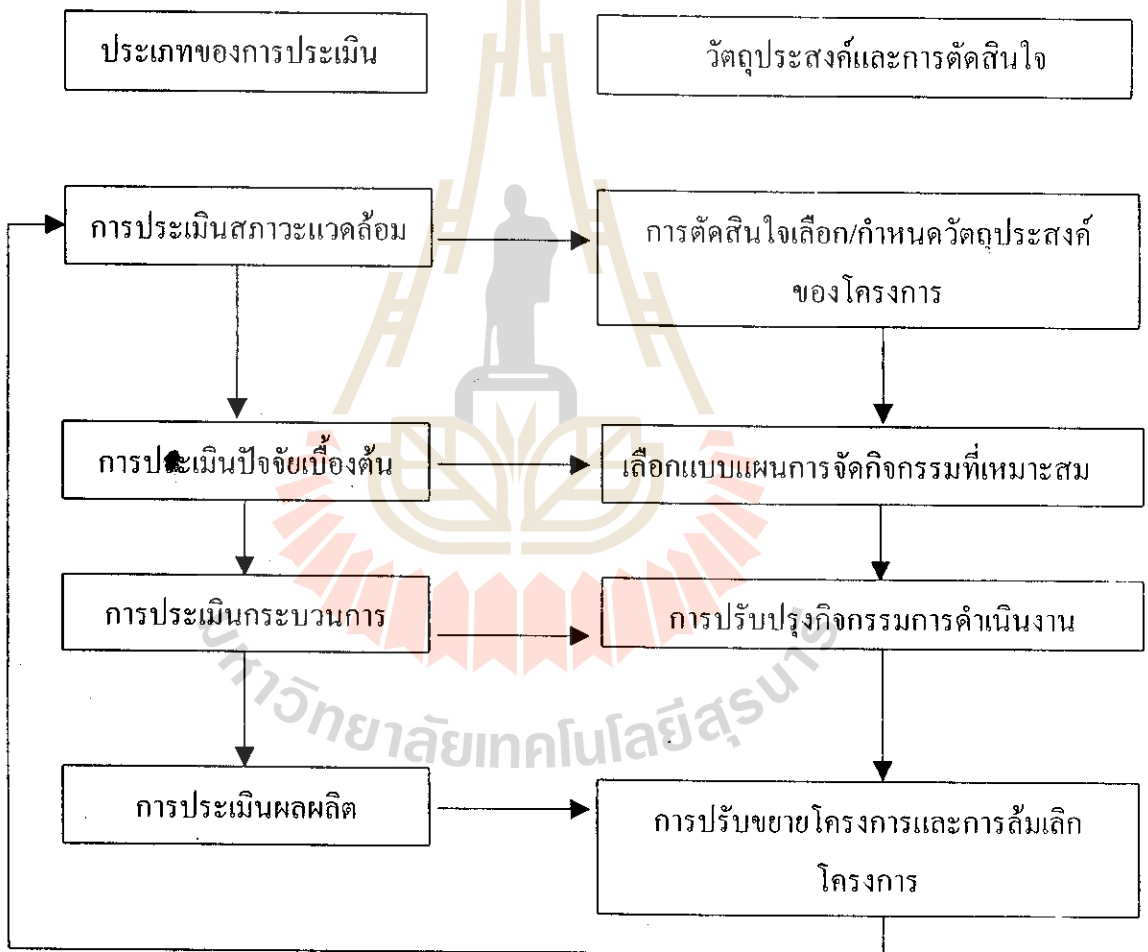 ประเภทของการประเมิน
วัตถุประสงค์และการตัดสินใจ
การประเมินสภาวะแวดล้อม
การตัดสินใจเลือก/กำหนดวัตถุประสงค์
ของโครงการ
การประเมินปัจจัยเบื้องต้น
เลือกแบบแผนการจัดกิจกรรมที่เหมาะสม
การประเมินกระบวนการ
การปรับปรุงกิจกรรมการดำเนินงาน
การประเมินผลผลิต
การปรับขยายโครงการและการล้มเลิก
โครงการ
มหาวิทยาลัยเทคโนโลยีสุรนารี